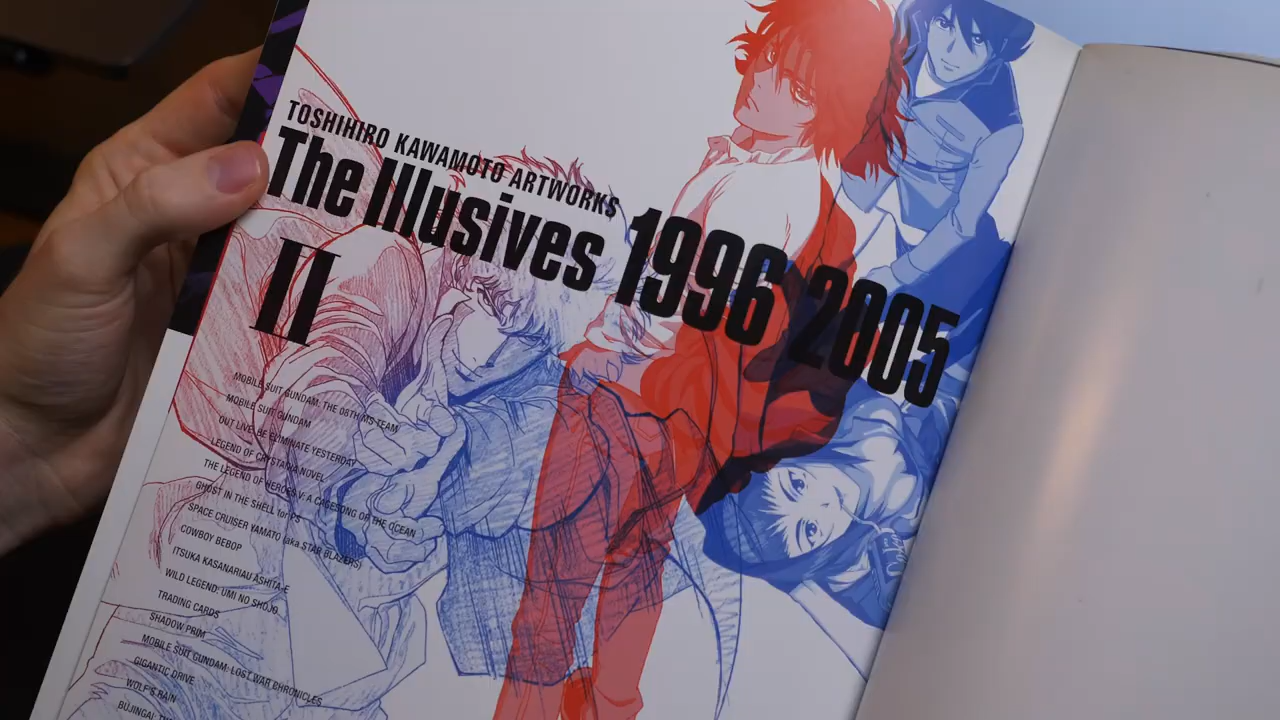 TOSHIHIRO KAWAMOTO ARTWORKS
The Illusives 1996 2005
II
MOBILE SUIT GUNDAM: THE 08TH MS TEAM
MOBILE SUIT GUNDAM
OUT LIVE BE ELIMINATE YESTERDAY
LEGEND OF CRYSTANIA NOVEL
THE LEGEND OF HEROES V: A CAGESONG OF THE OCEAN
GHOST IN THE SHELL for PS
SPACE CRUISER YAMATO (aka STAR BLAZERS)
COWBOY BEBOP
ITSUKA KASANARIAU ASHITA-E
WILD LEGEND: UMI NO SHOJO
TRADING CARDS
SHADOW PRIM
MOBILE SUIT GUNDAM: LOST WAR CHRONICLES
GIGANTIC DRIVE
WOLF'S RAIN
BUJINGAI: